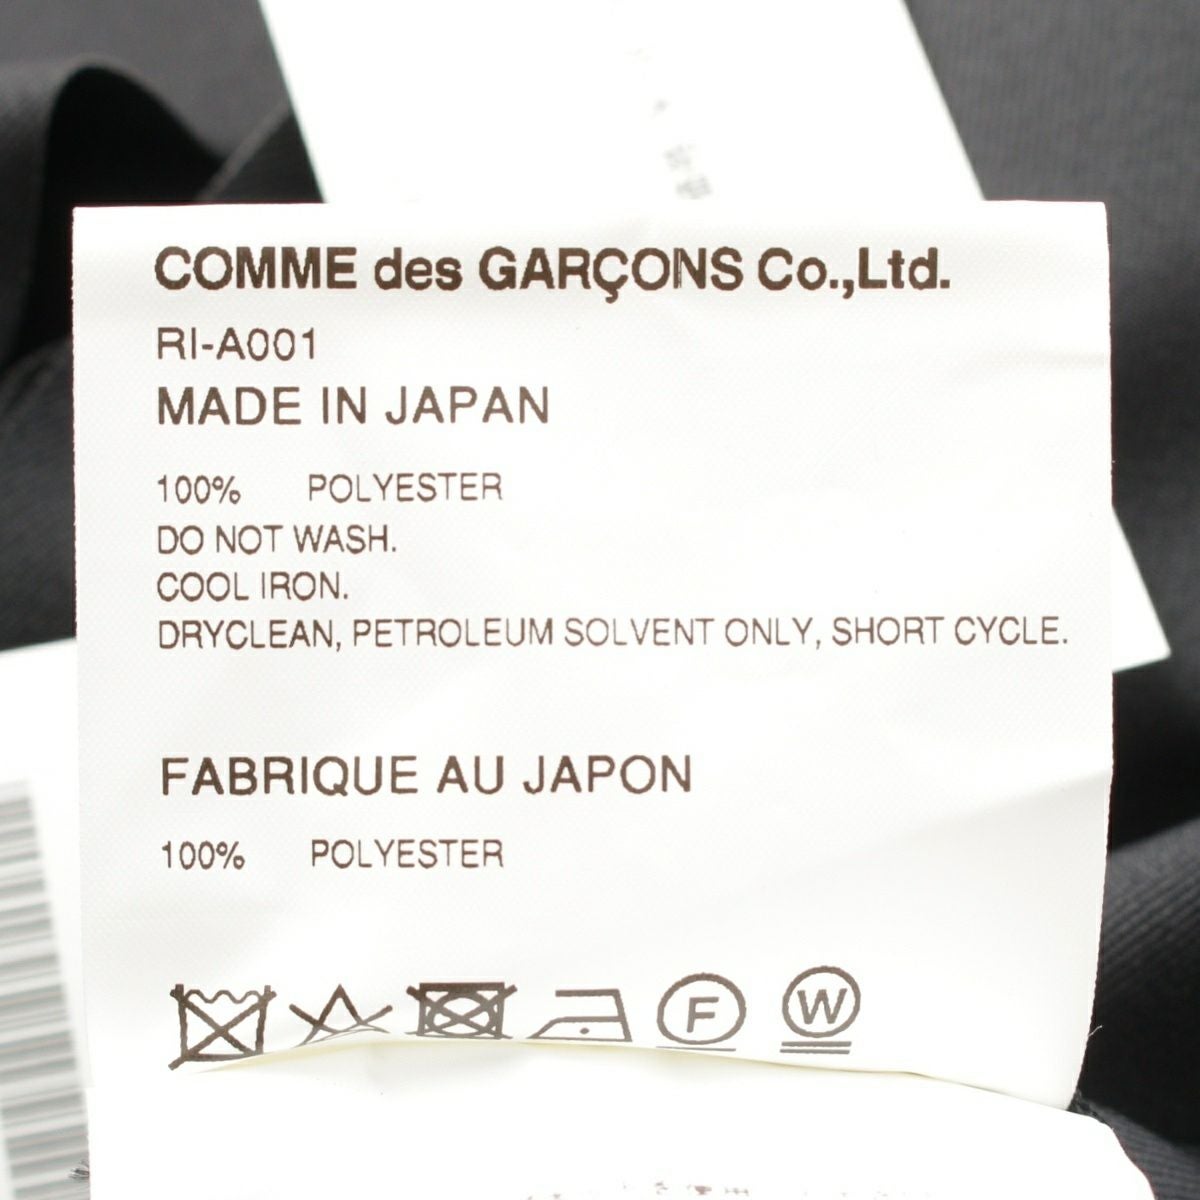 COMME des GARÇONS Co.,Ltd.
RI-A001
MADE IN JAPAN
100% POLYESTER
DO NOT WASH.
COOL IRON.
DRYCLEAN, PETROLEUM SOLVENT ONLY, SHORT CYCLE.
FABRIQUE AU JAPON
100% POLYESTER
F W